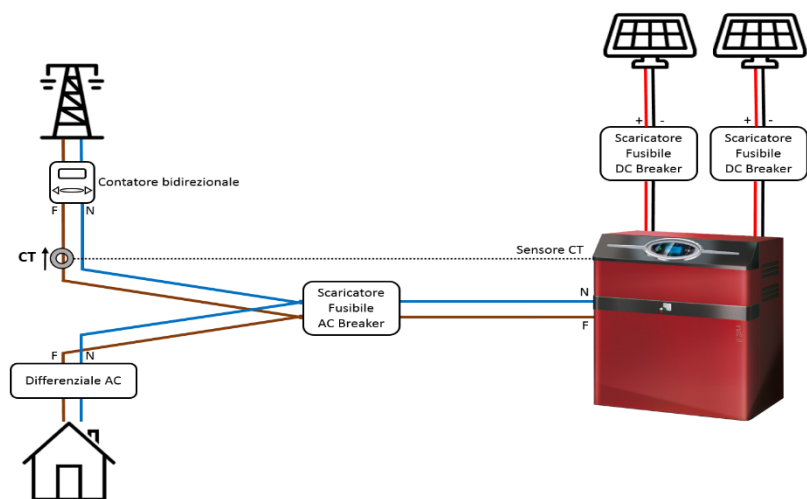 + -
+ -
Scaricatore
Fusibile
DC Breaker
Scaricatore
Fusibile
DC Breaker
Contatore bidirezionale
F N
CT
Sensore CT
Scaricatore
Fusibile
AC Breaker
N
F
F N
Differenziale AC